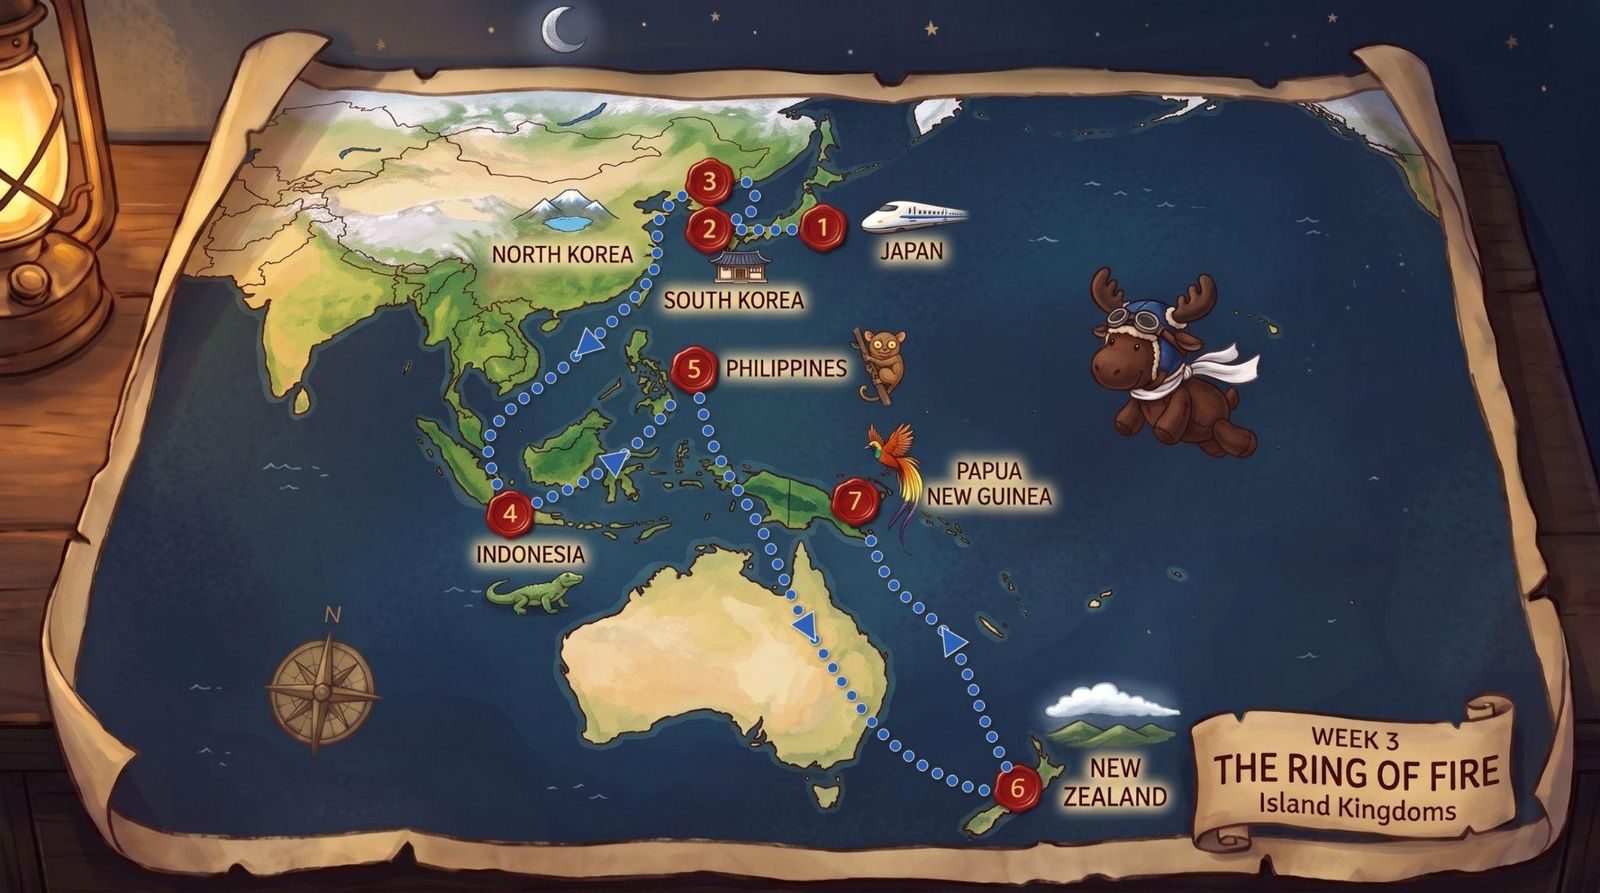 3
2
1
NORTH KOREA
JAPAN
SOUTH KOREA
5
PHILIPPINES
PAPUA
NEW GUINEA
7
4
INDONESIA
N
6
NEW
ZEALAND
WEEK 3
THE RING OF FIRE
Island Kingdoms